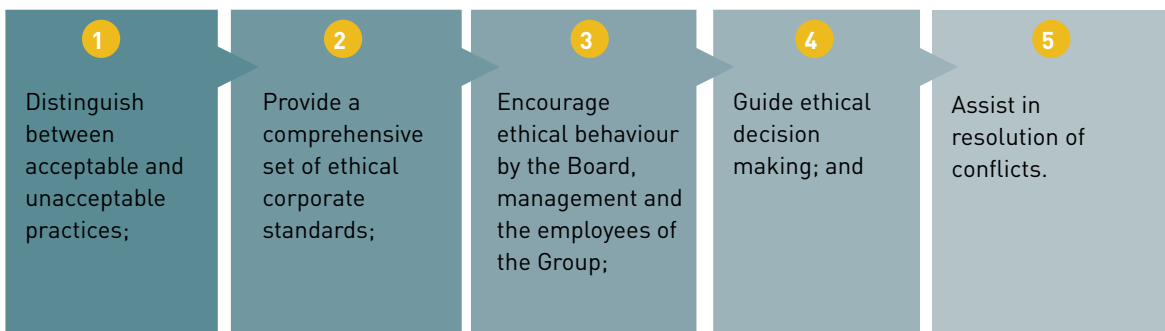 1
Distinguish
between
acceptable and
unacceptable
practices;
2
Provide a
comprehensive
set of ethical
corporate
standards;
3
Encourage
ethical behaviour
by the Board,
management and
the employees of
the Group;
4
Guide ethical
decision
making; and
5
Assist in
resolution of
conflicts.